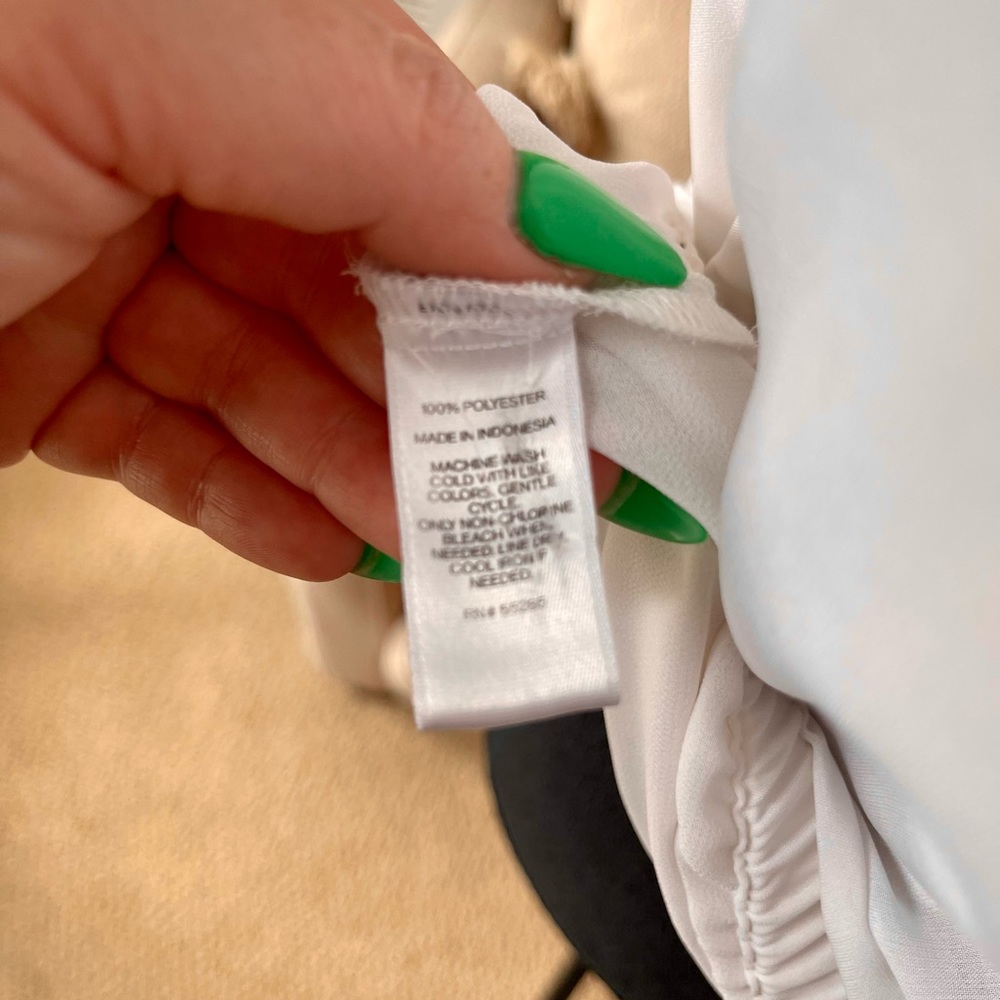 100% POLYESTER
MADE IN INDONESIA
MACHINE WASH
COLD WITH LIKE
COLORS, GENTLE
CYCLE.
ONLY NON-CHLORINE
BLEACH WHEN
NEEDED. LINE DRY.
COOL IRON IF
NEEDED.
RN#